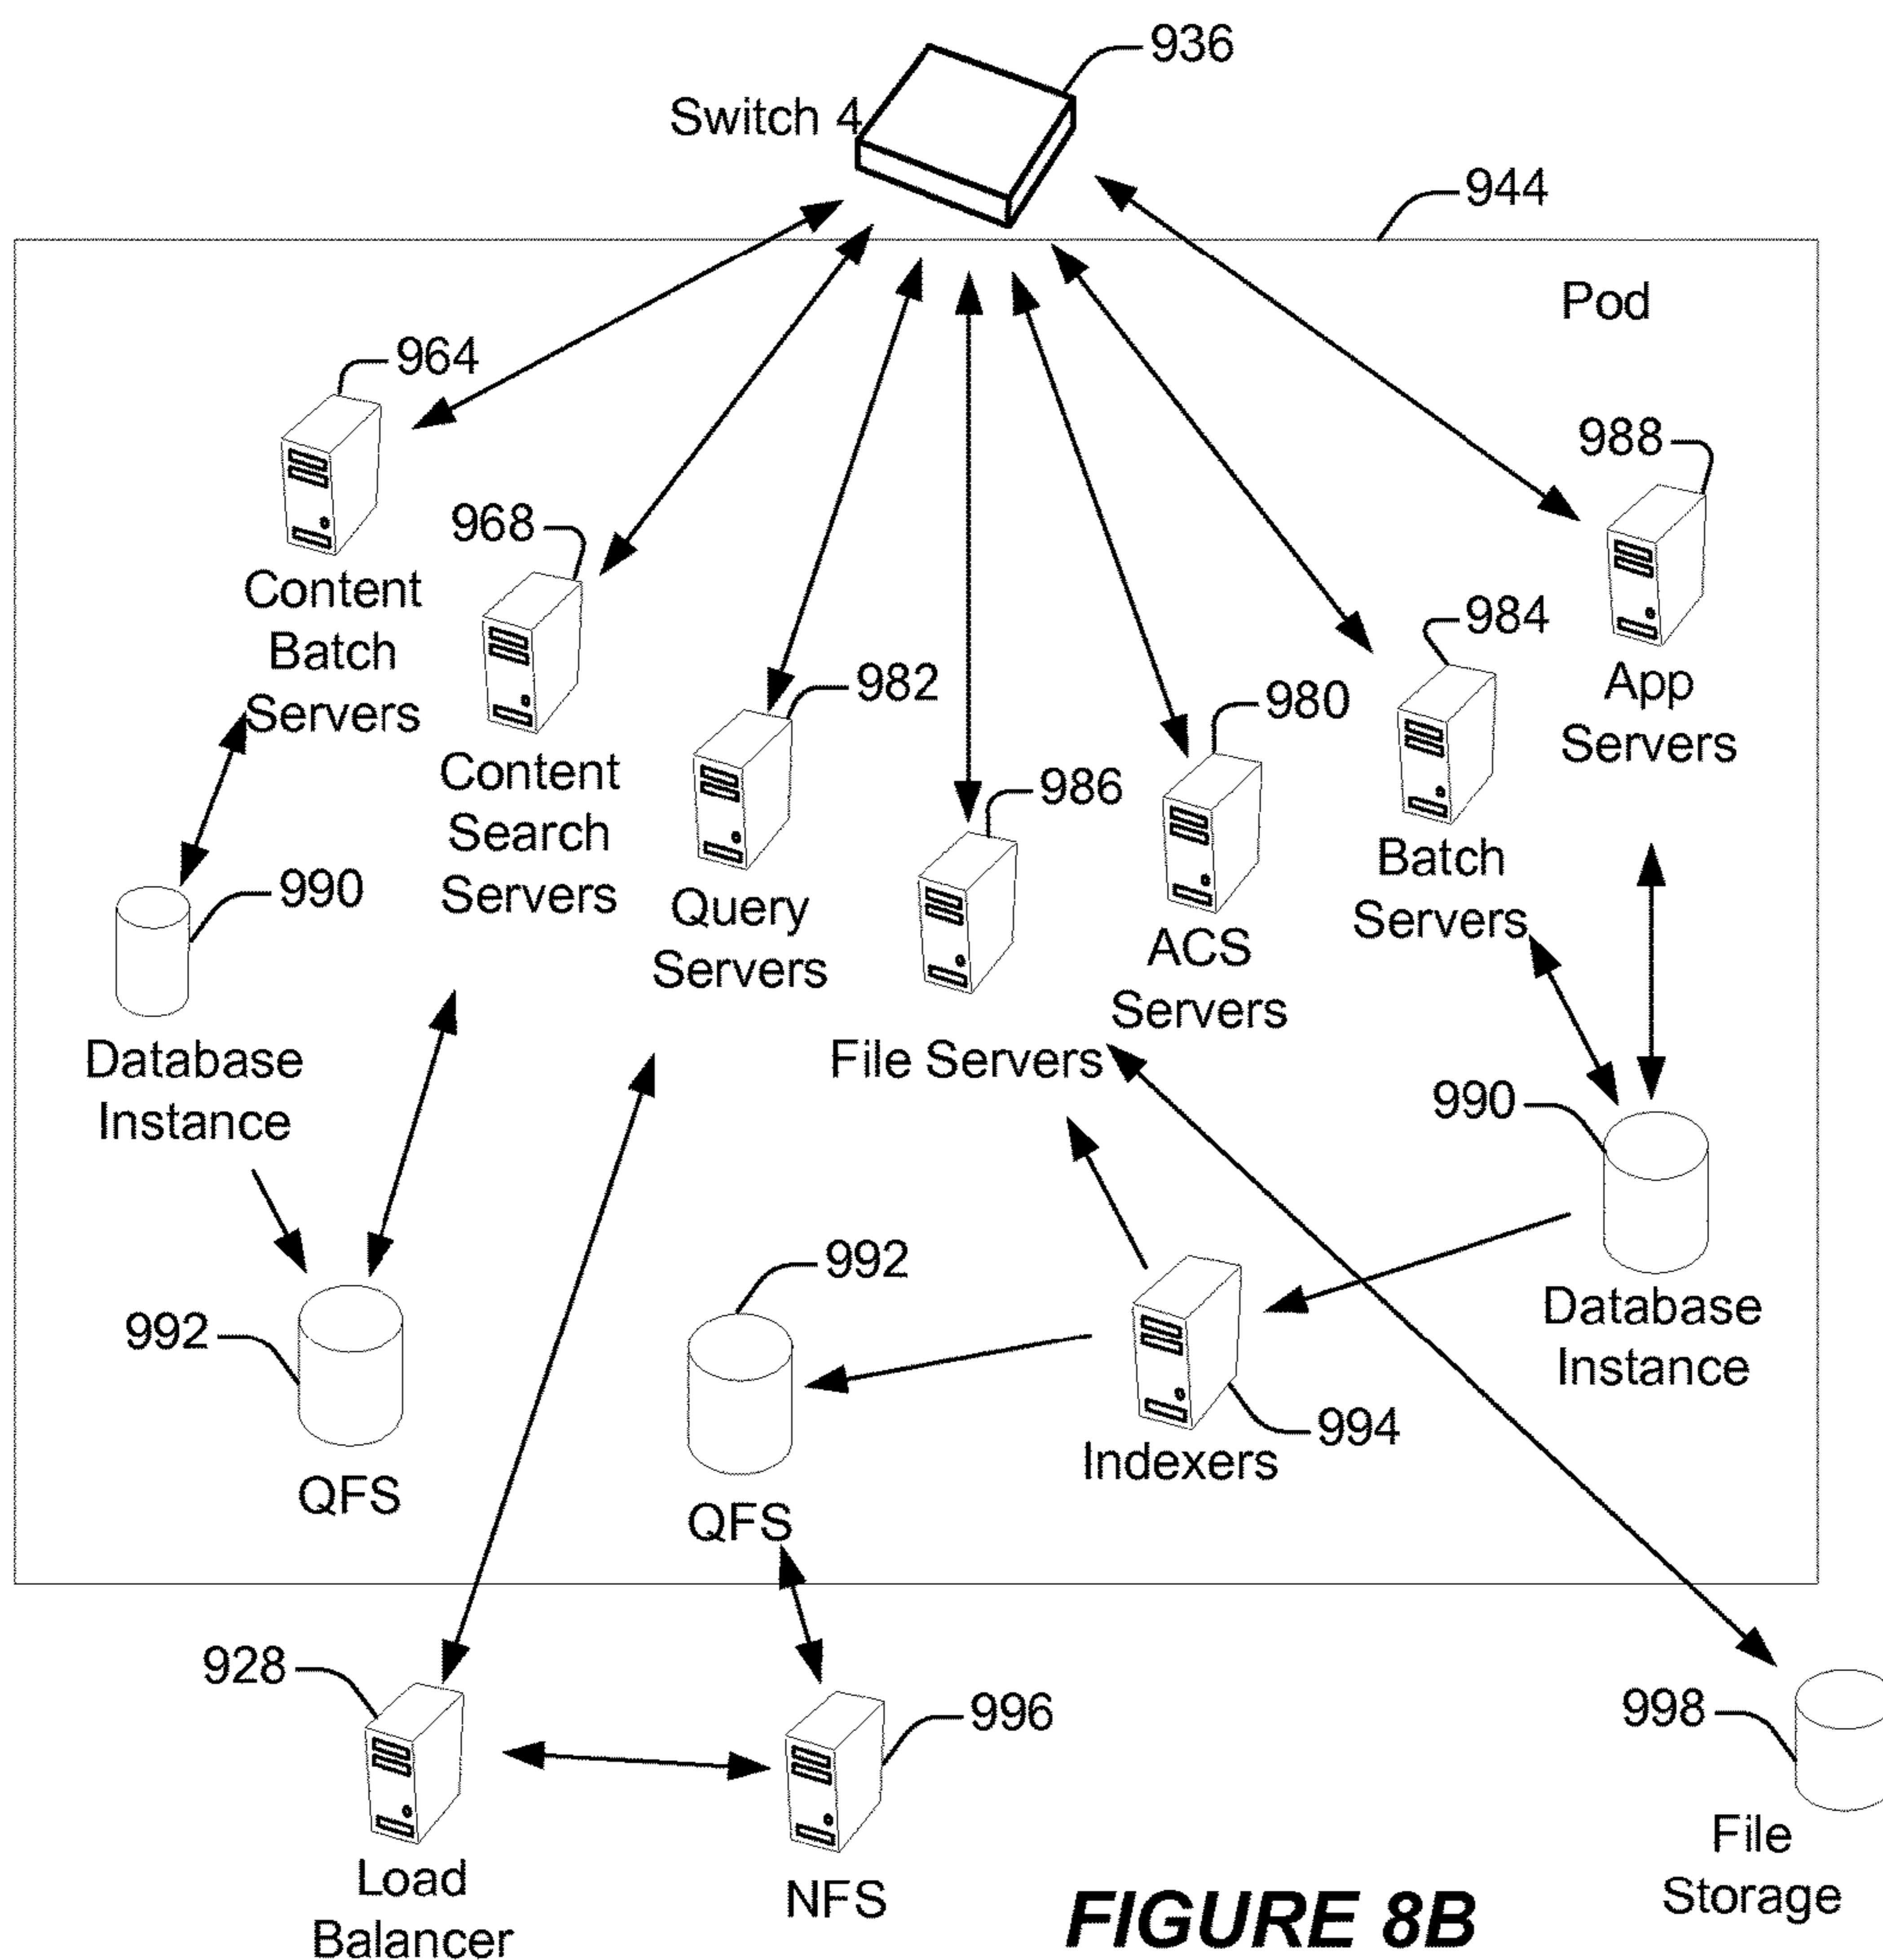 936
Switch 4
944
Pod
964
988
968
984
Content
Batch
Servers
982
980
App
Servers
Content
Search
Servers
986
Batch
Servers
990
Query
Servers
ACS
Servers
Database
Instance
File Servers
990
992
992
Database
Instance
994
Indexers
QFS
QFS
928
996
998
Load
Balancer
NFS
File
Storage
FIGURE 8B